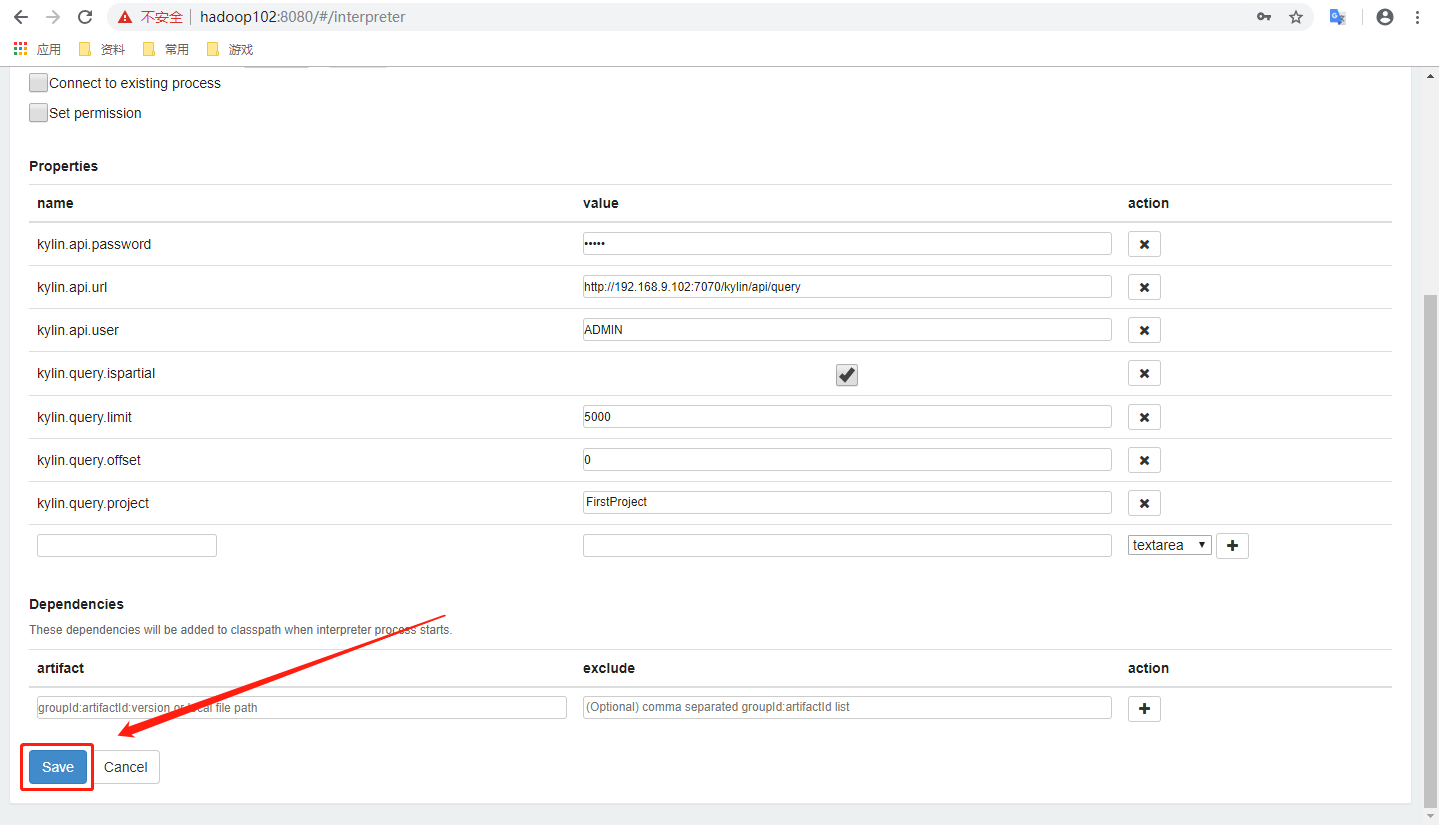 不安全 hadoop102:8080/#/interpreter
应用 资料 常用 游戏
Connect to existing process
Set permission
Properties
name value action
kylin.api.password •••••
kylin.api.url http://192.168.9.102:7070/kylin/api/query
kylin.api.user ADMIN
kylin.query.ispartial
kylin.query.limit 5000
kylin.query.offset 0
kylin.query.project FirstProject
textarea
Dependencies
These dependencies will be added to classpath when interpreter process starts.
artifact exclude action
groupId:artifactId:version or local file path (Optional) comma separated groupId:artifactId list
Save Cancel